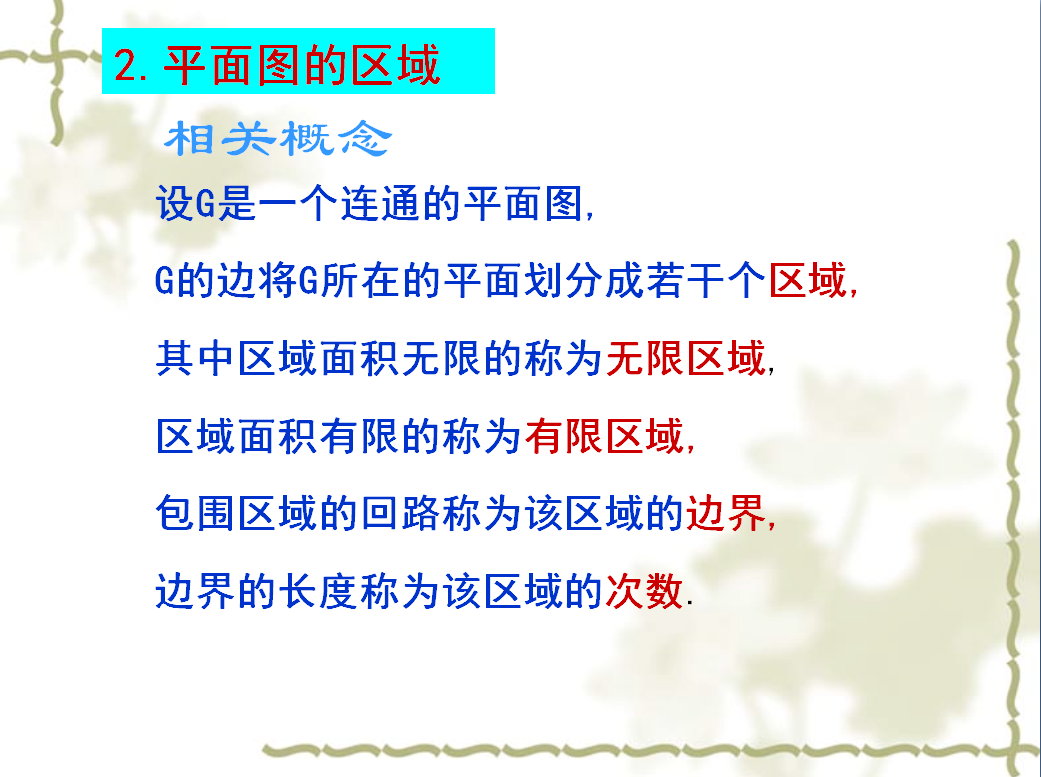 2.平面图的区域
相关概念
设G是一个连通的平面图,
G的边将G所在的平面划分成若干个区域,
其中区域面积无限的称为无限区域,
区域面积有限的称为有限区域,
包围区域的回路称为该区域的边界,
边界的长度称为该区域的次数.